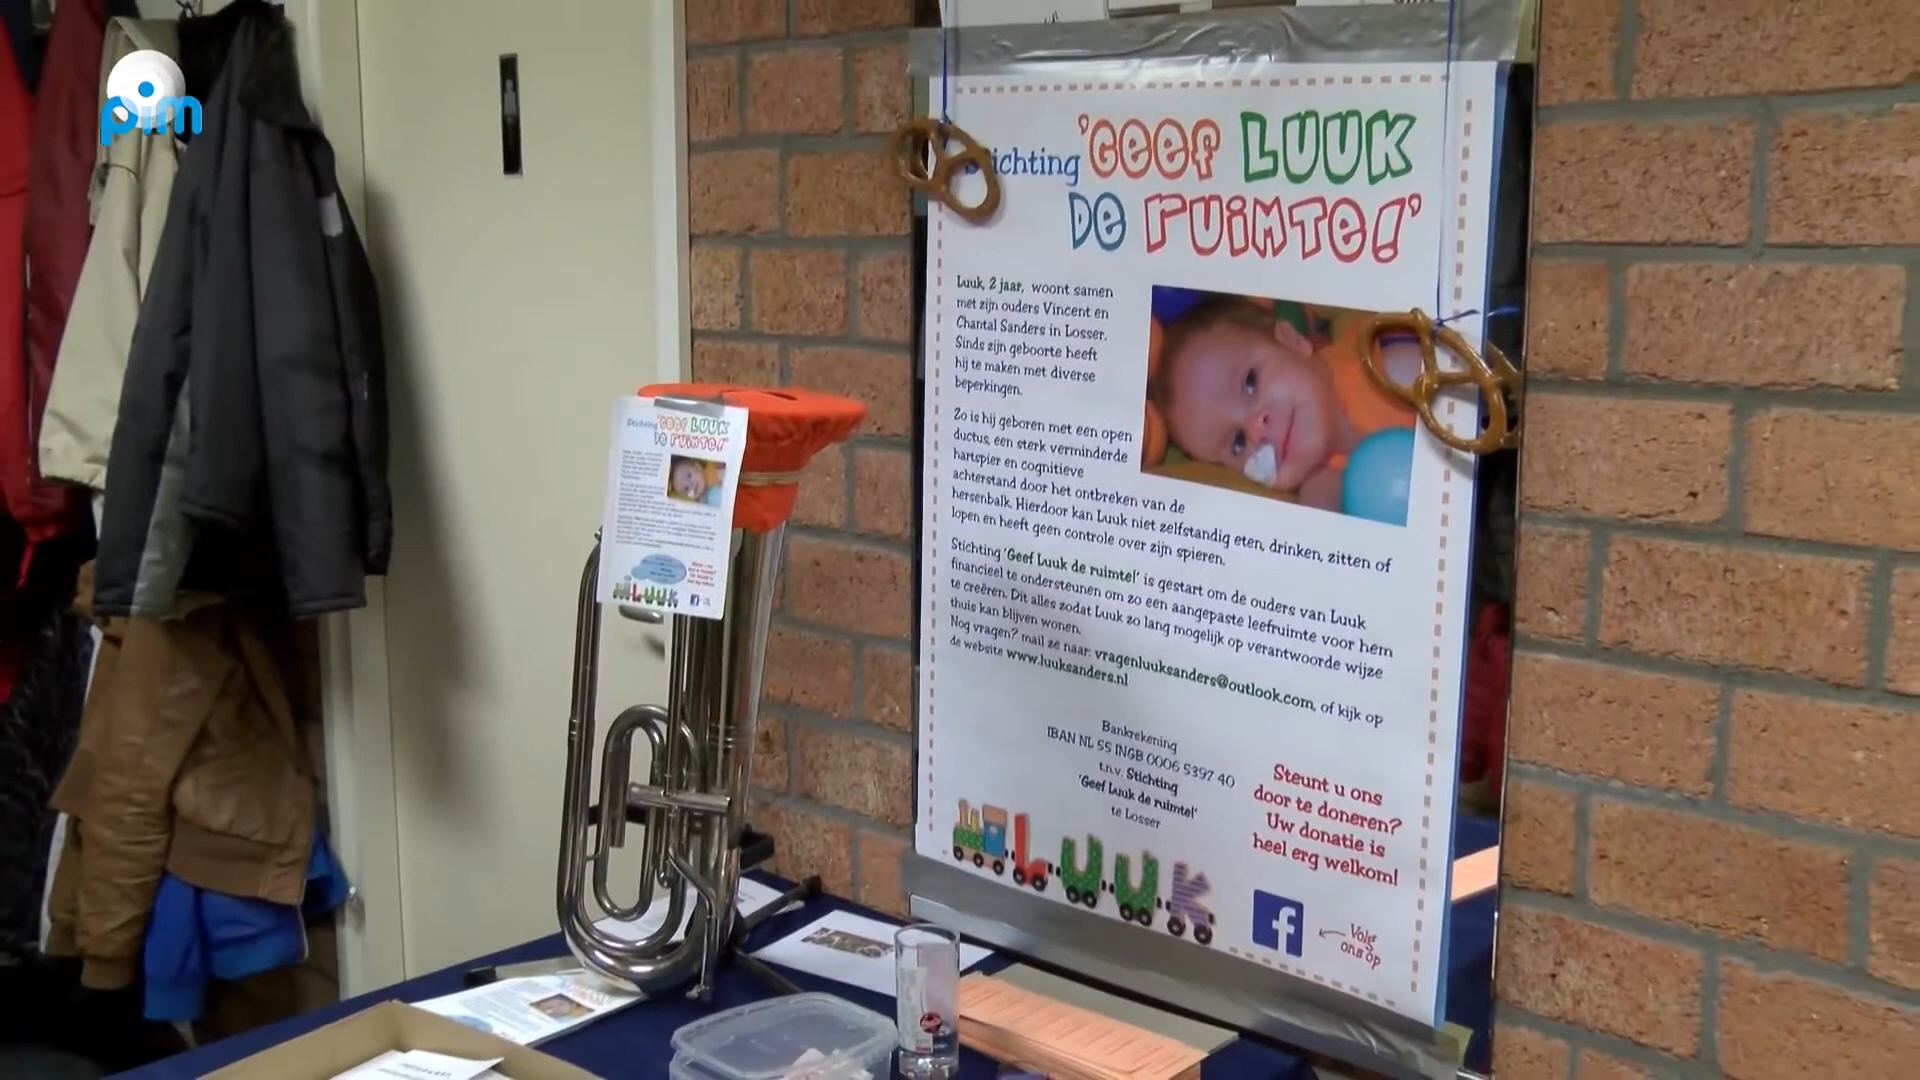 pim
Stichting 'GEEF LUUK
DE RUIMTE!'
Luuk, 2 jaar, woont samen
met zijn ouders Vincent en
Chantal Sanders in Losser.
Sinds zijn geboorte heeft
hij te maken met diverse
beperkingen.
Zo is hij geboren met een open
ductus, een sterk verminderde
hartspier en cognitieve
achterstand door het ontbreken van de
hersenbalk. Hierdoor kan Luuk niet zelfstandig eten, drinken, zitten of
lopen en heeft geen controle over zijn spieren.
Stichting 'Geef Luuk de ruimte!' is gestart om de ouders van Luuk
financieel te ondersteunen om zo een aangepaste leefruimte voor hem
te creëren. Dit alles zodat Luuk zo lang mogelijk op verantwoorde wijze
thuis kan blijven wonen.
Nog vragen? mail ze naar: vragenluuksanders@outlook.com, of kijk op
de website www.luuksanders.nl
Bankrekening
IBAN NL 55 INGB 0006 5397 40
t.n.v. Stichting
'Geef Luuk de ruimte!'
te Losser
Steunt u ons
door te doneren?
Uw donatie is
heel erg welkom!
LUUK
f
Volg
ons op
Stichting 'GEEF LUUK
DE RUIMTE!'
LUUK
f